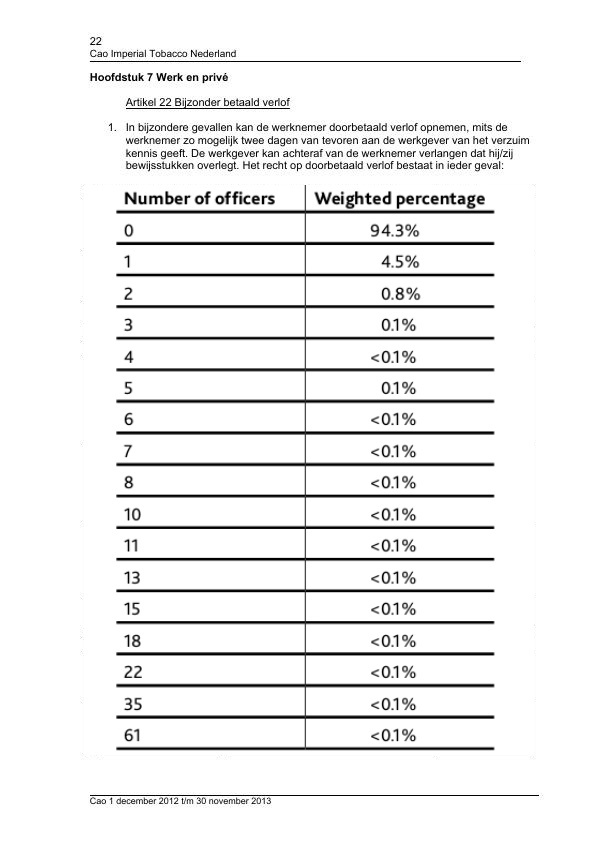 22
Cao Imperial Tobacco Nederland
Hoofdstuk 7 Werk en privé
Artikel 22 Bijzonder betaald verlof
1. In bijzondere gevallen kan de werknemer doorbetaald verlof opnemen, mits de
werknemer zo mogelijk twee dagen van tevoren aan de werkgever van het verzuim
kennis geeft. De werkgever kan achteraf van de werknemer verlangen dat hij/zij
bewijsstukken overlegt. Het recht op doorbetaald verlof bestaat in ieder geval:
Number of officers Weighted percentage
0 94.3%
1 4.5%
2 0.8%
3 0.1%
4 <0.1%
5 0.1%
6 <0.1%
7 <0.1%
8 <0.1%
10 <0.1%
11 <0.1%
13 <0.1%
15 <0.1%
18 <0.1%
22 <0.1%
35 <0.1%
61 <0.1%
Cao 1 december 2012 t/m 30 november 2013